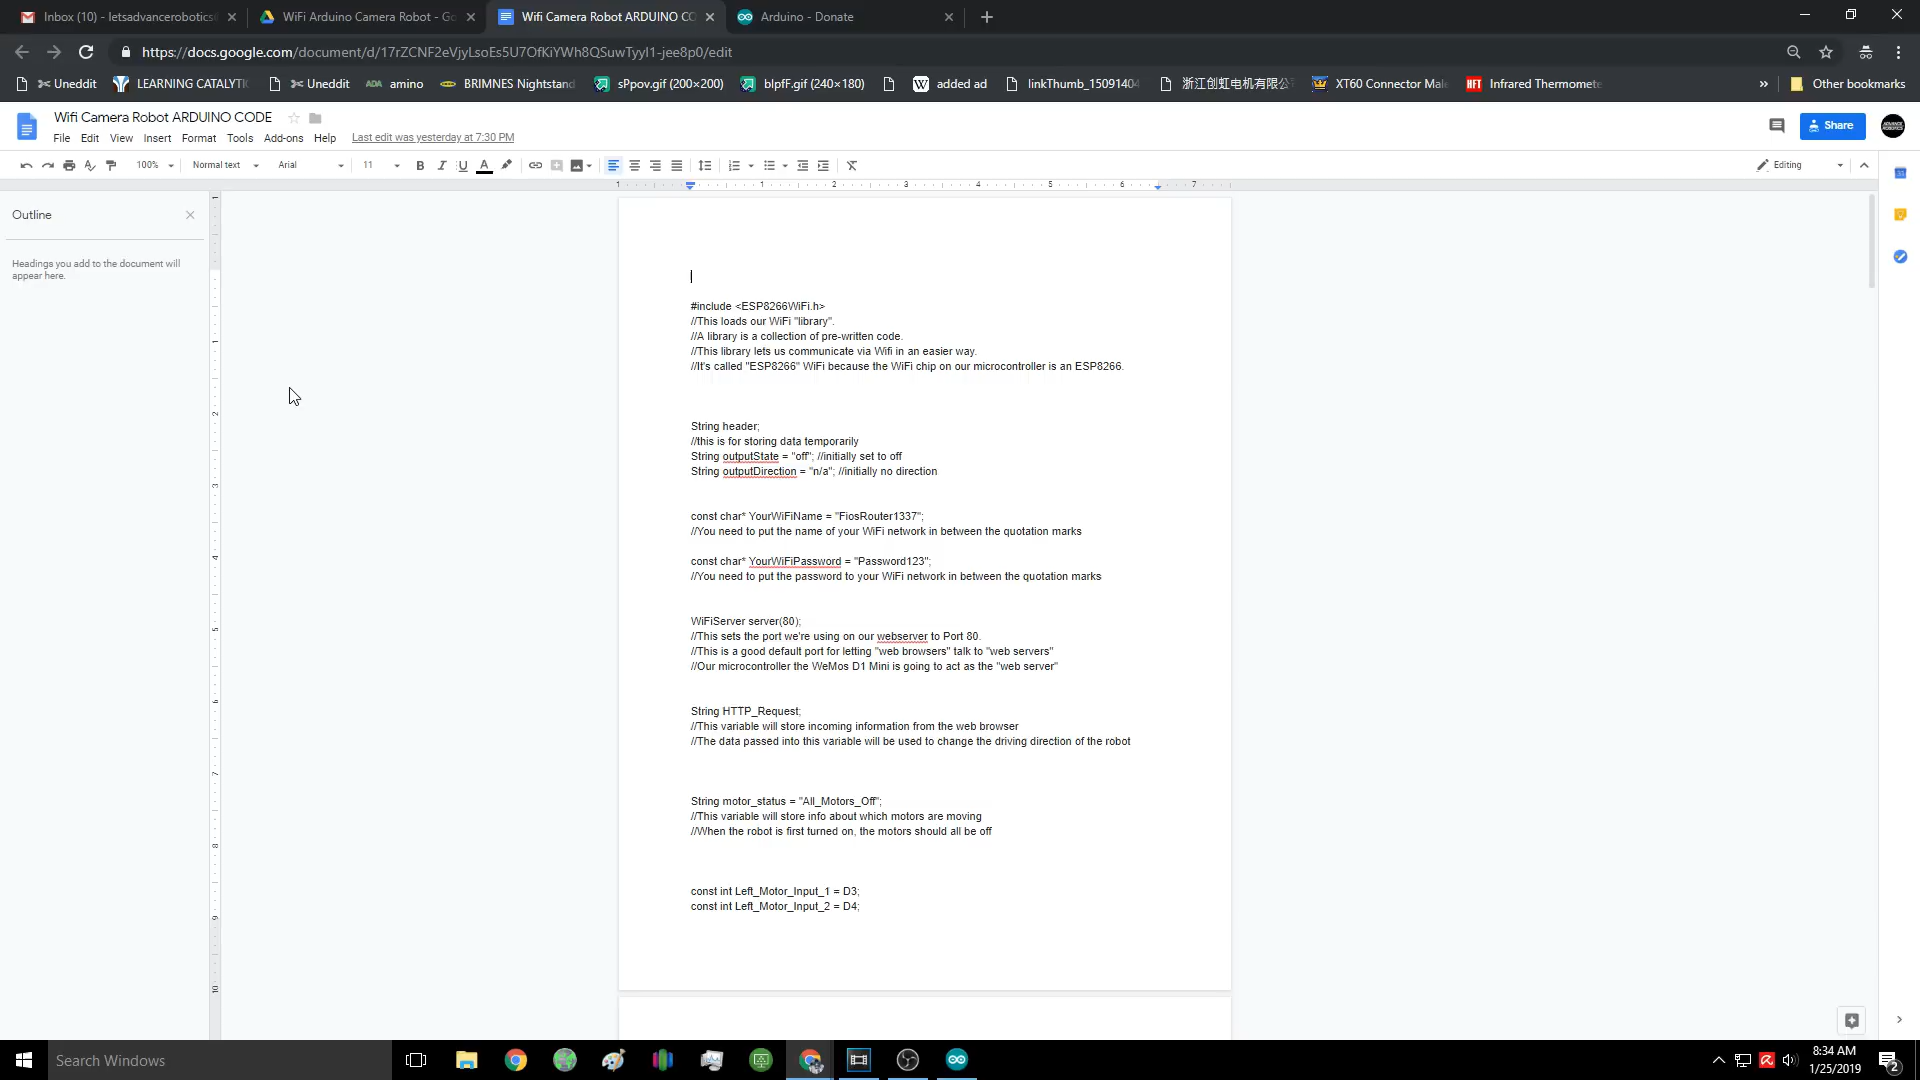 Inbox (10) - letsadvancerobotics
WiFi Arduino Camera Robot - Go
Wifi Camera Robot ARDUINO CO
Arduino - Donate
https://docs.google.com/document/d/17rZCNF2eVjyLsoEs5U7OfKiYWh8QSuwTyyI1-jee8p0/edit
Uneddit
LEARNING CATALYTI
Uneddit
ADA
amino
BRIMNES Nightstand
sPpov.gif (200×200)
blpfF.gif (240×180)
W
added ad
linkThumb_15091404
浙江创虹电机有限公
XT60 Connector Male
HFT
Infrared Thermomete
»
Other bookmarks
Wifi Camera Robot ARDUINO CODE
File Edit View Insert Format Tools Add-ons Help
Last edit was yesterday at 7:30 PM
Share
100%
Normal text
Arial
11
B I U A
Editing
1 1 2 3 4 5 6 7
Outline
Headings you add to the document will
appear here.
#include <ESP8266WiFi.h>
//This loads our WiFi "library".
//A library is a collection of pre-written code.
//This library lets us communicate via Wifi in an easier way.
//It's called "ESP8266" WiFi because the WiFi chip on our microcontroller is an ESP8266.
String header;
//this is for storing data temporarily
String outputState = "off"; //initially set to off
String outputDirection = "n/a"; //initially no direction
const char* YourWiFiName = "FiosRouter1337";
//You need to put the name of your WiFi network in between the quotation marks
const char* YourWiFiPassword = "Password123";
//You need to put the password to your WiFi network in between the quotation marks
WiFiServer server(80);
//This sets the port we're using on our webserver to Port 80.
//This is a good default port for letting "web browsers" talk to "web servers"
//Our microcontroller the WeMos D1 Mini is going to act as the "web server"
String HTTP_Request;
//This variable will store incoming information from the web browser
//The data passed into this variable will be used to change the driving direction of the robot
String motor_status = "All_Motors_Off";
//This variable will store info about which motors are moving
//When the robot is first turned on, the motors should all be off
const int Left_Motor_Input_1 = D3;
const int Left_Motor_Input_2 = D4;
Search Windows
8:34 AM
1/25/2019
2